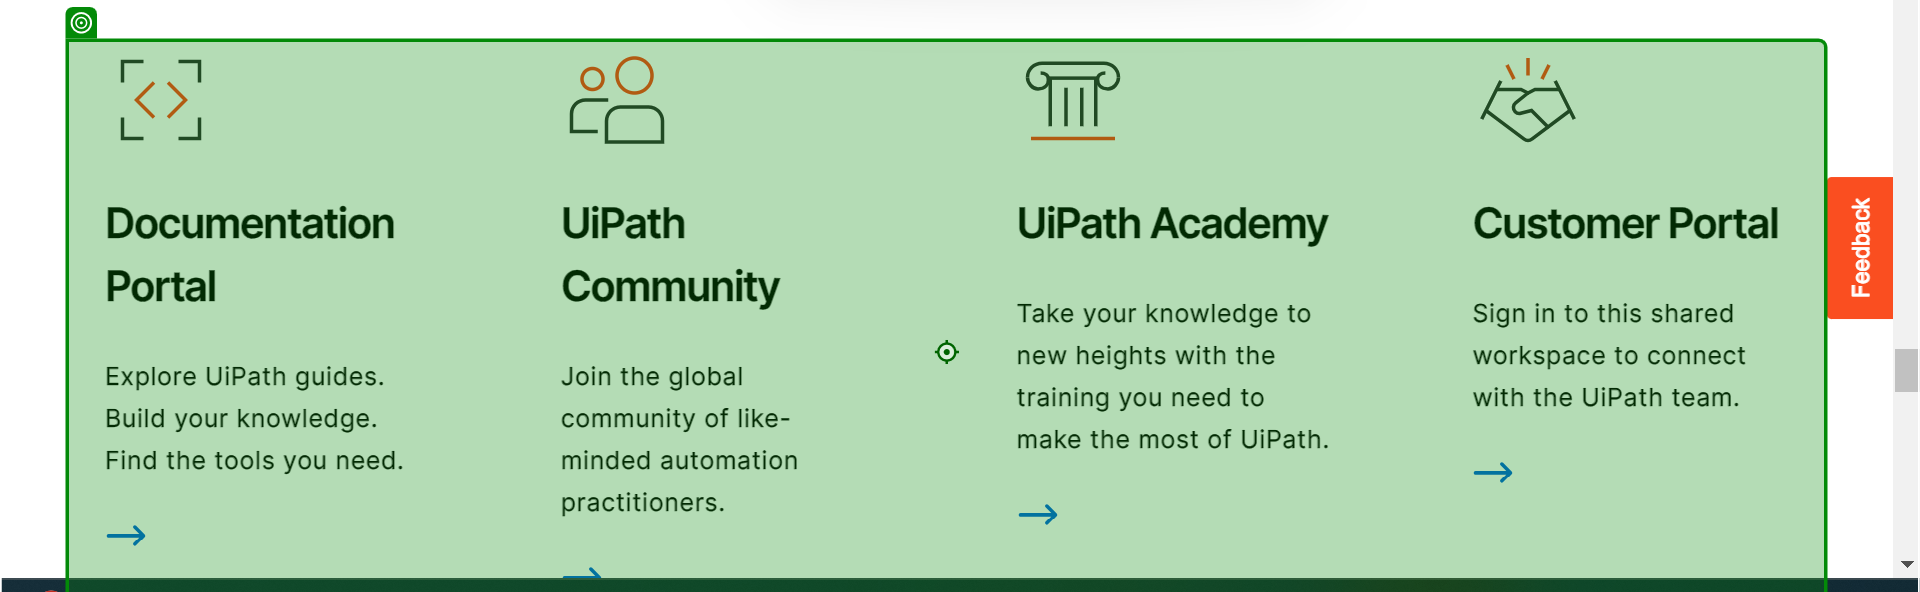 Documentation
Portal
Explore UiPath guides.
Build your knowledge.
Find the tools you need.
UiPath
Community
Join the global
community of like-
minded automation
practitioners.
UiPath Academy
Take your knowledge to
new heights with the
training you need to
make the most of UiPath.
Customer Portal
Sign in to this shared
workspace to connect
with the UiPath team.
Feedback